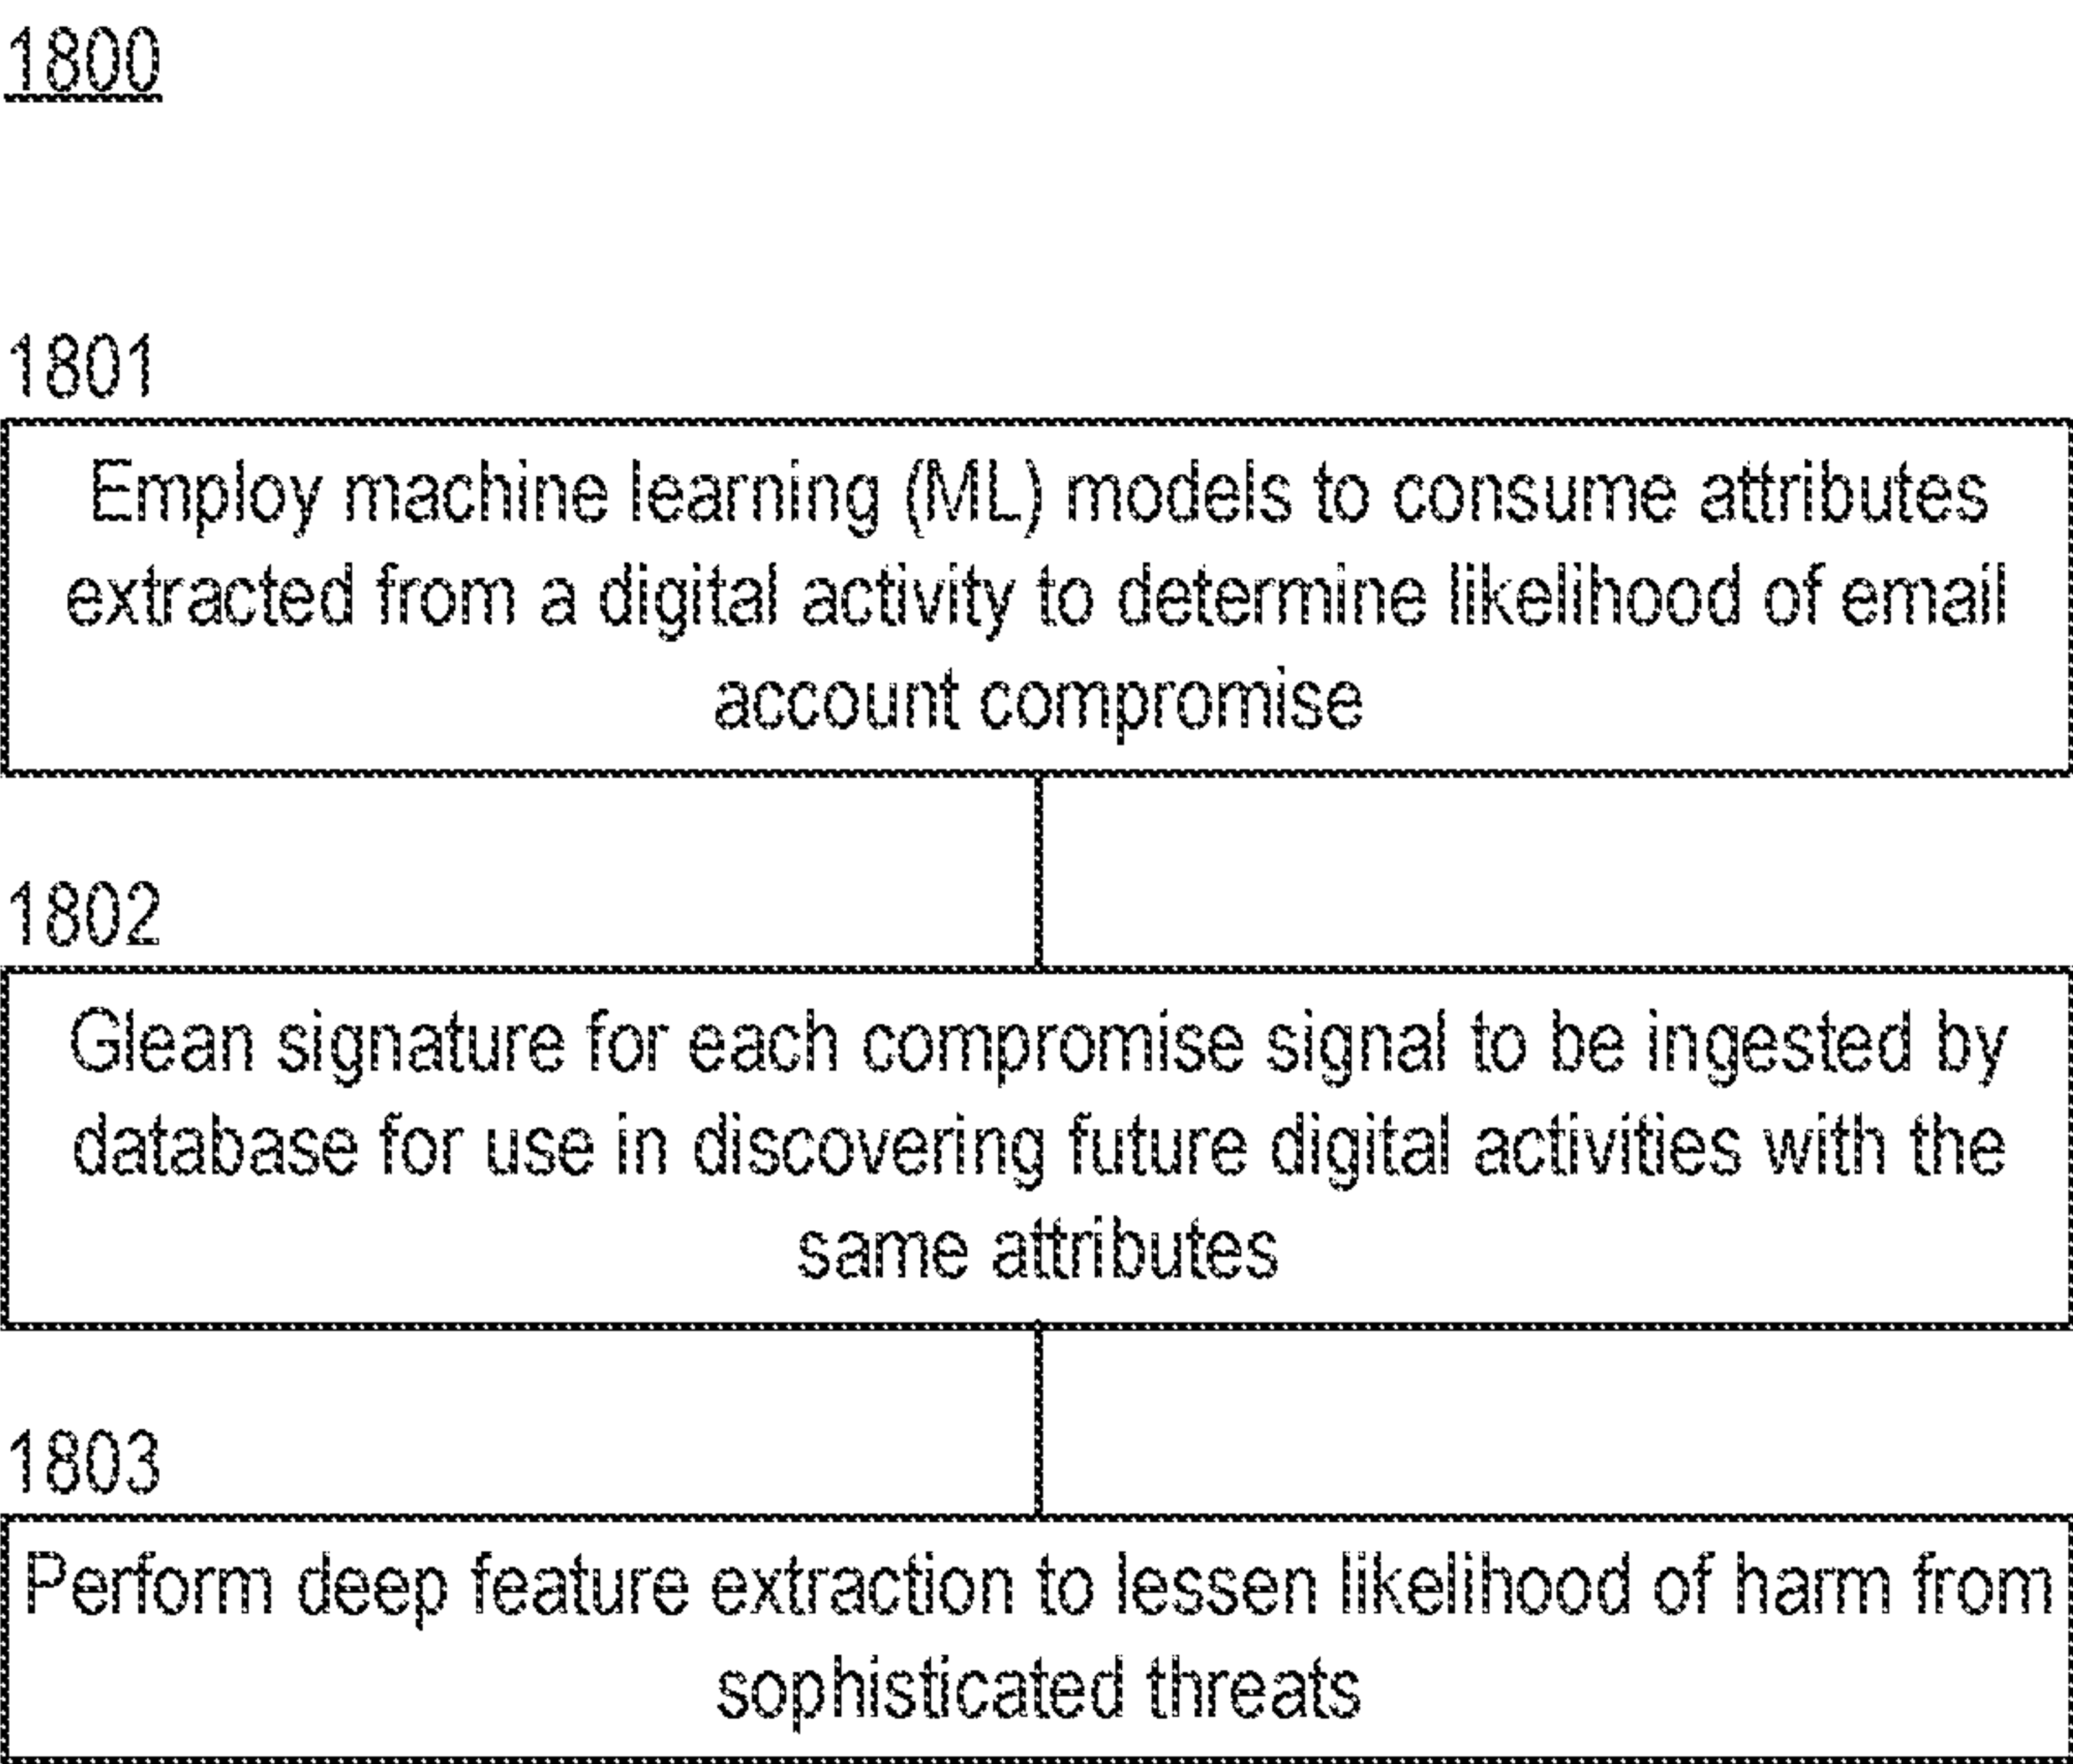 1800
1801
Employ machine learning (ML) models to consume attributes
extracted from a digital activity to determine likelihood of email
account compromise
1802
Glean signature for each compromise signal to be ingested by
database for use in discovering future digital activities with the
same attributes
1803
Perform deep feature extraction to lessen likelihood of harm from
sophisticated threats